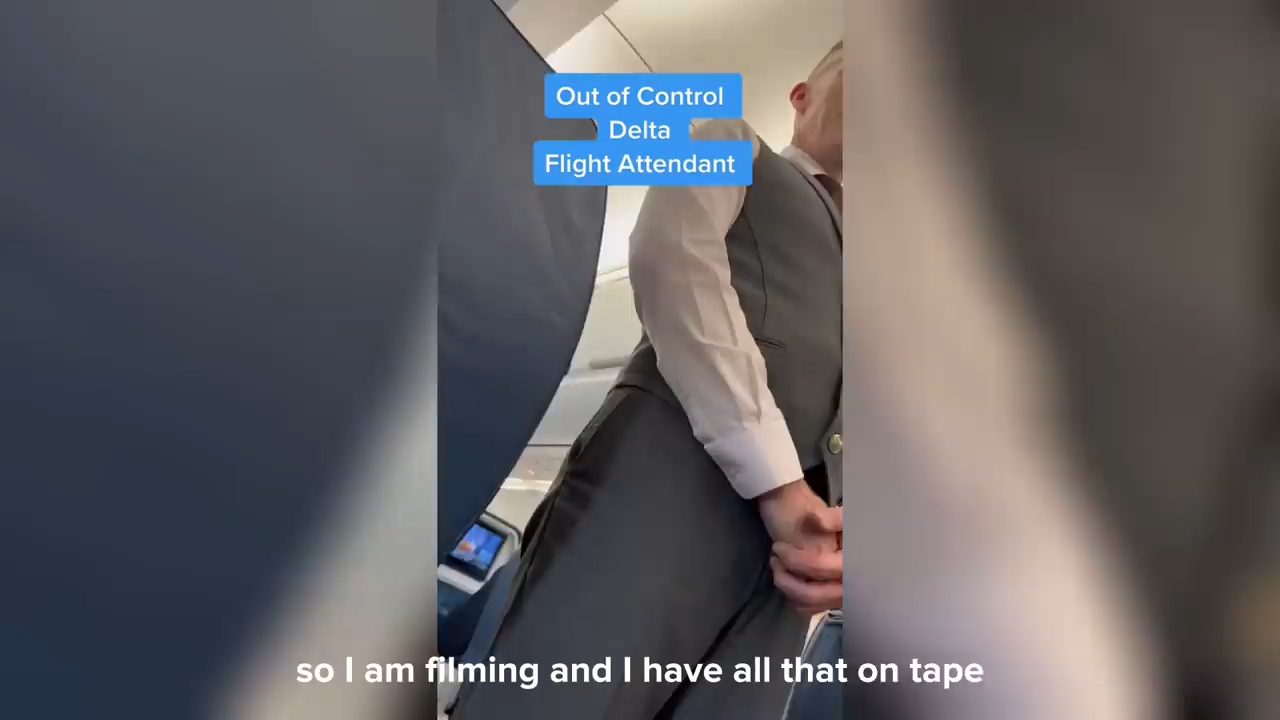 Out of Control
Delta
Flight Attendant
so I am filming and I have all that on tape